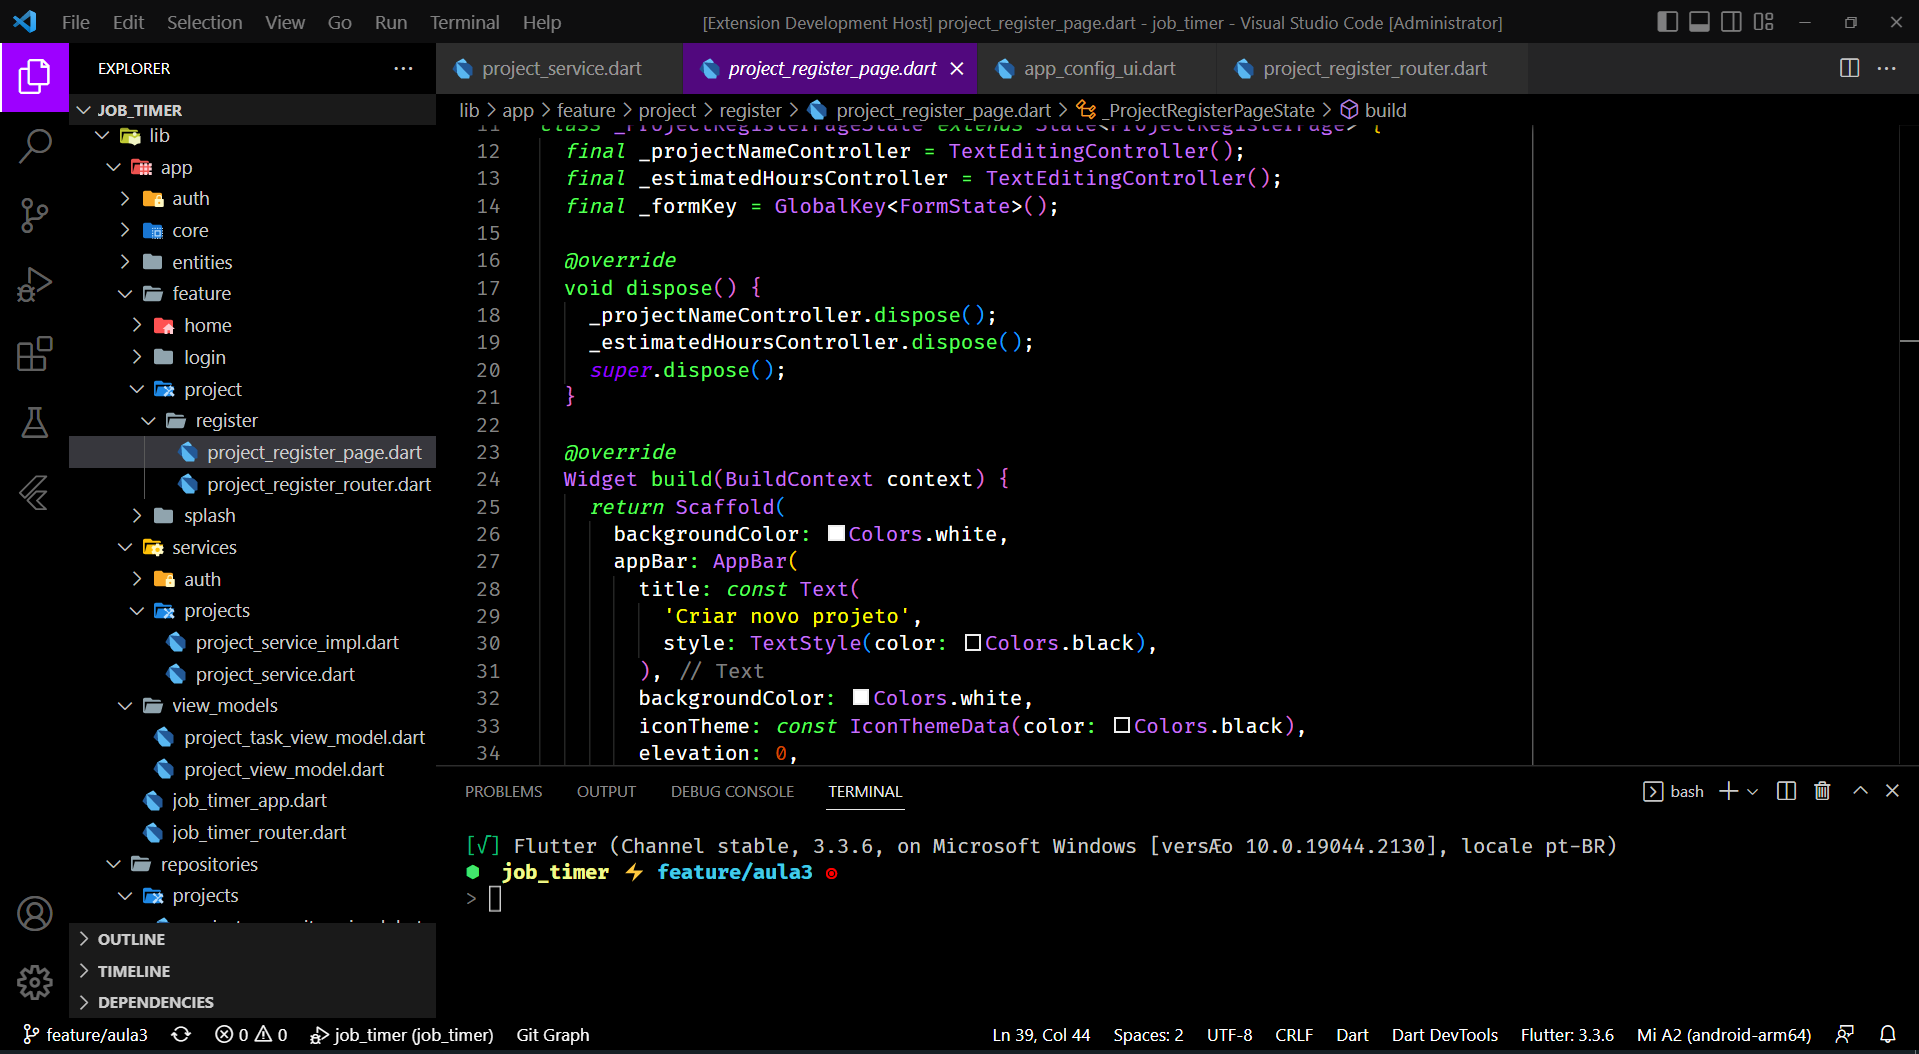 File Edit Selection View Go Run Terminal Help
[Extension Development Host] project_register_page.dart - job_timer - Visual Studio Code [Administrator]
EXPLORER
JOB_TIMER
lib
app
auth
core
entities
feature
home
login
project
register
project_register_page.dart
project_register_router.dart
splash
services
auth
projects
project_service_impl.dart
project_service.dart
view_models
project_task_view_model.dart
project_view_model.dart
job_timer_app.dart
job_timer_router.dart
repositories
projects
OUTLINE
TIMELINE
DEPENDENCIES
project_service.dart project_register_page.dart app_config_ui.dart project_register_router.dart
lib > app > feature > project > register > project_register_page.dart > _ProjectRegisterPageState > build
11 class _ProjectRegisterPageState extends State<ProjectRegisterPage> {
12 final _projectNameController = TextEditingController();
13 final _estimatedHoursController = TextEditingController();
14 final _formKey = GlobalKey<FormState>();
15
16 @override
17 void dispose() {
18 _projectNameController.dispose();
19 _estimatedHoursController.dispose();
20 super.dispose();
21 }
22
23 @override
24 Widget build(BuildContext context) {
25 return Scaffold(
26 backgroundColor: Colors.white,
27 appBar: AppBar(
28 title: const Text(
29 'Criar novo projeto',
30 style: TextStyle(color: Colors.black),
31 ), // Text
32 backgroundColor: Colors.white,
33 iconTheme: const IconThemeData(color: Colors.black),
34 elevation: 0,
PROBLEMS OUTPUT DEBUG CONSOLE TERMINAL
bash
[√] Flutter (Channel stable, 3.3.6, on Microsoft Windows [versÆo 10.0.19044.2130], locale pt-BR)
job_timer ⚡ feature/aula3
>
feature/aula3 0 0 job_timer (job_timer) Git Graph
Ln 39, Col 44 Spaces: 2 UTF-8 CRLF Dart Dart DevTools Flutter: 3.3.6 Mi A2 (android-arm64)